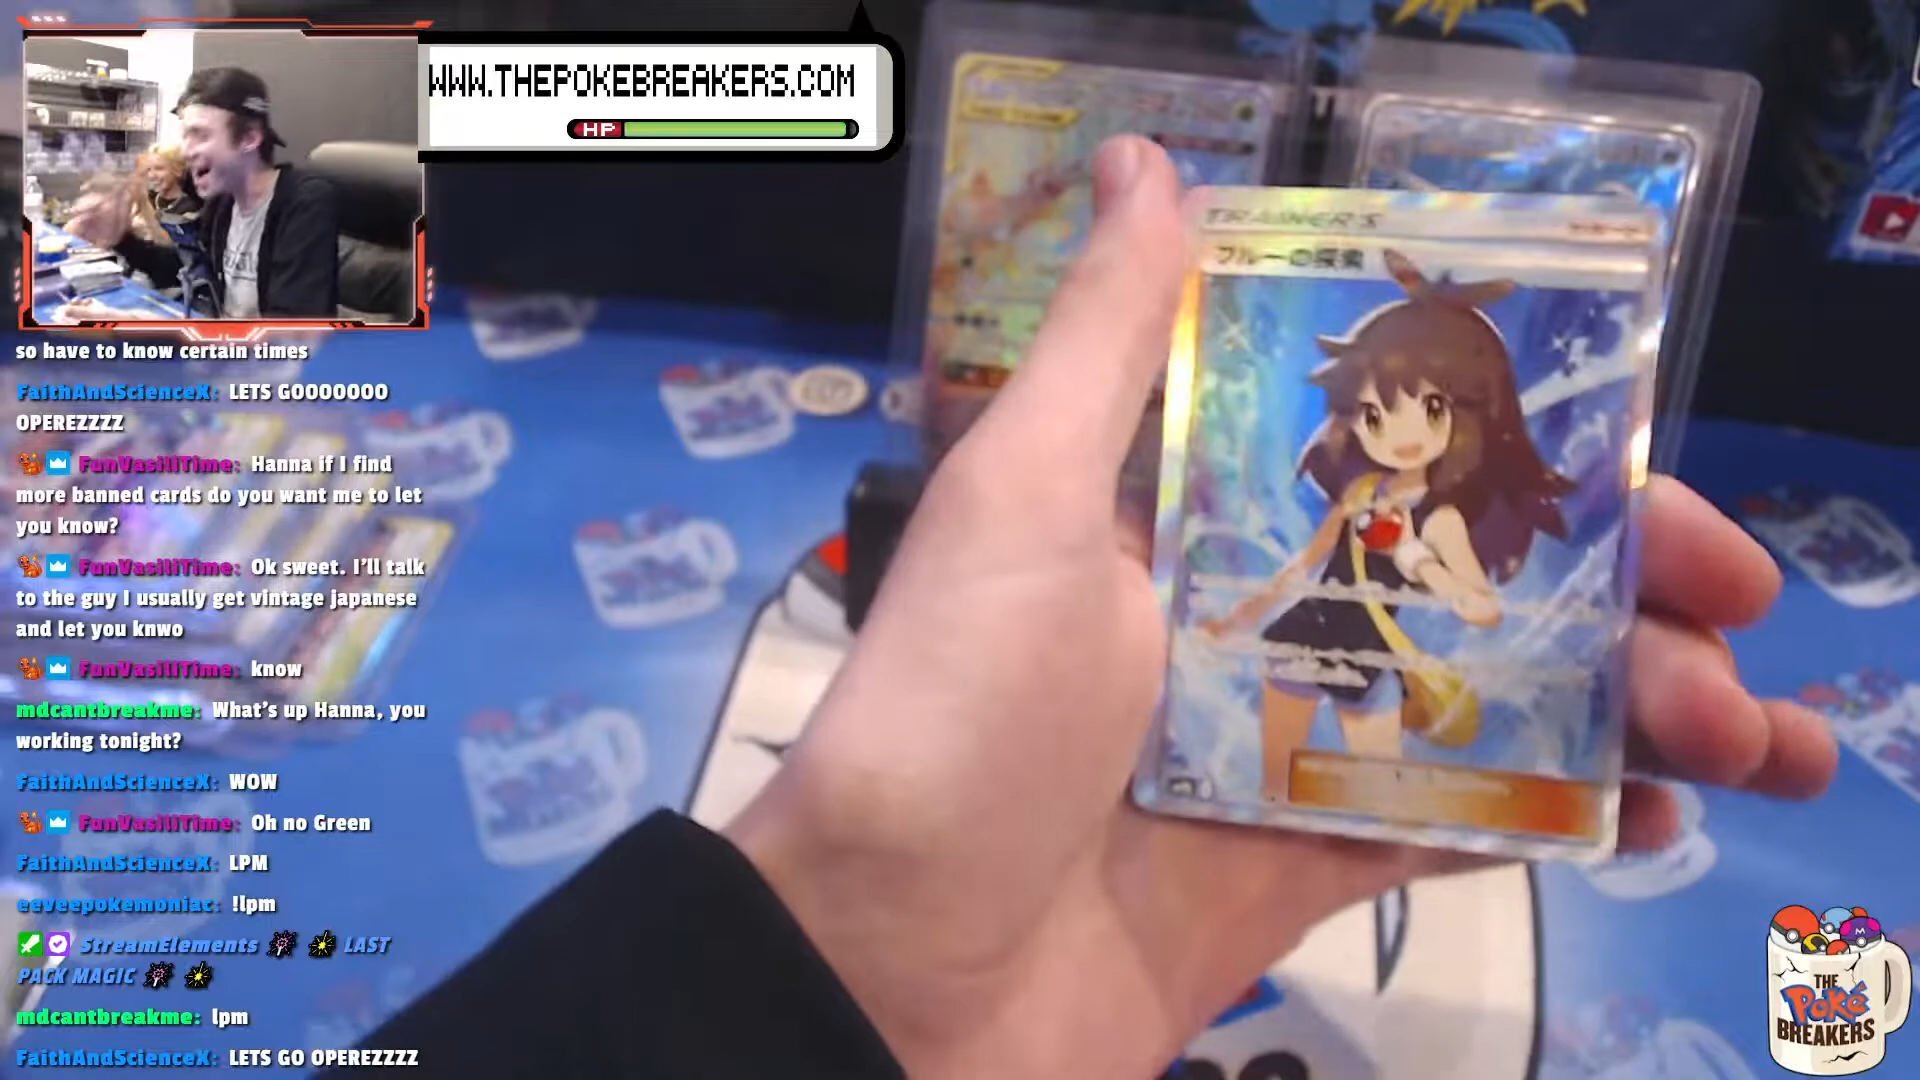 WWW.THEPOKEBREAKERS.COM
HP
so have to know certain times
FaithAndScienceX: LETS GOOOOOOO
OPEREZZZZ
FunVasiliTime: Hanna if I find
more banned cards do you want me to let
you know?
FunVasiliTime: Ok sweet. I'll talk
to the guy I usually get vintage japanese
and let you knwo
FunVasiliTime: know
mdcantbreakme: What's up Hanna, you
working tonight?
FaithAndScienceX: WOW
FunVasiliTime: Oh no Green
FaithAndScienceX: LPM
eeveepokemoniac: !lpm
StreamElements LAST
PACK MAGIC
mdcantbreakme: lpm
FaithAndScienceX: LETS GO OPEREZZZZ
TRAINER'S
ブルーの探索
THE
Poké
BREAKERS